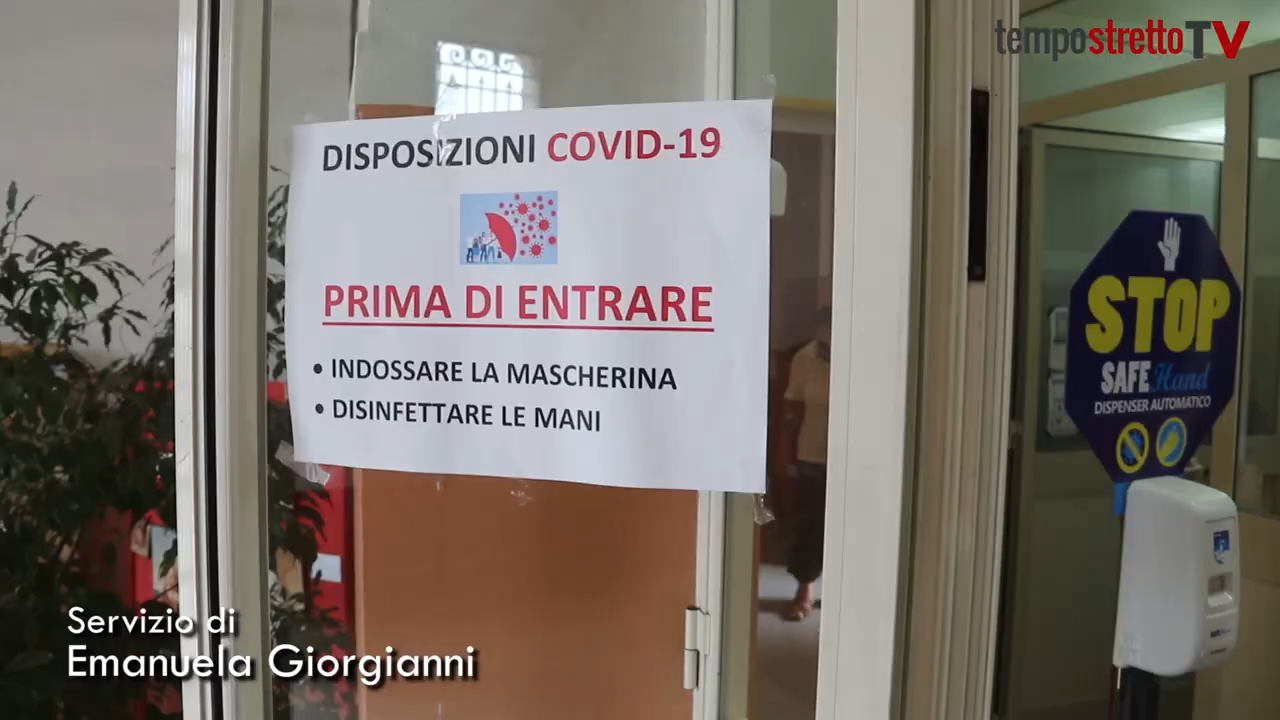 tempostrettoTV
DISPOSIZIONI COVID-19
PRIMA DI ENTRARE
• INDOSSARE LA MASCHERINA
• DISINFETTARE LE MANI
STOP
SAFE Hand
DISPENSER AUTOMATICO
Servizio di
Emanuela Giorgianni